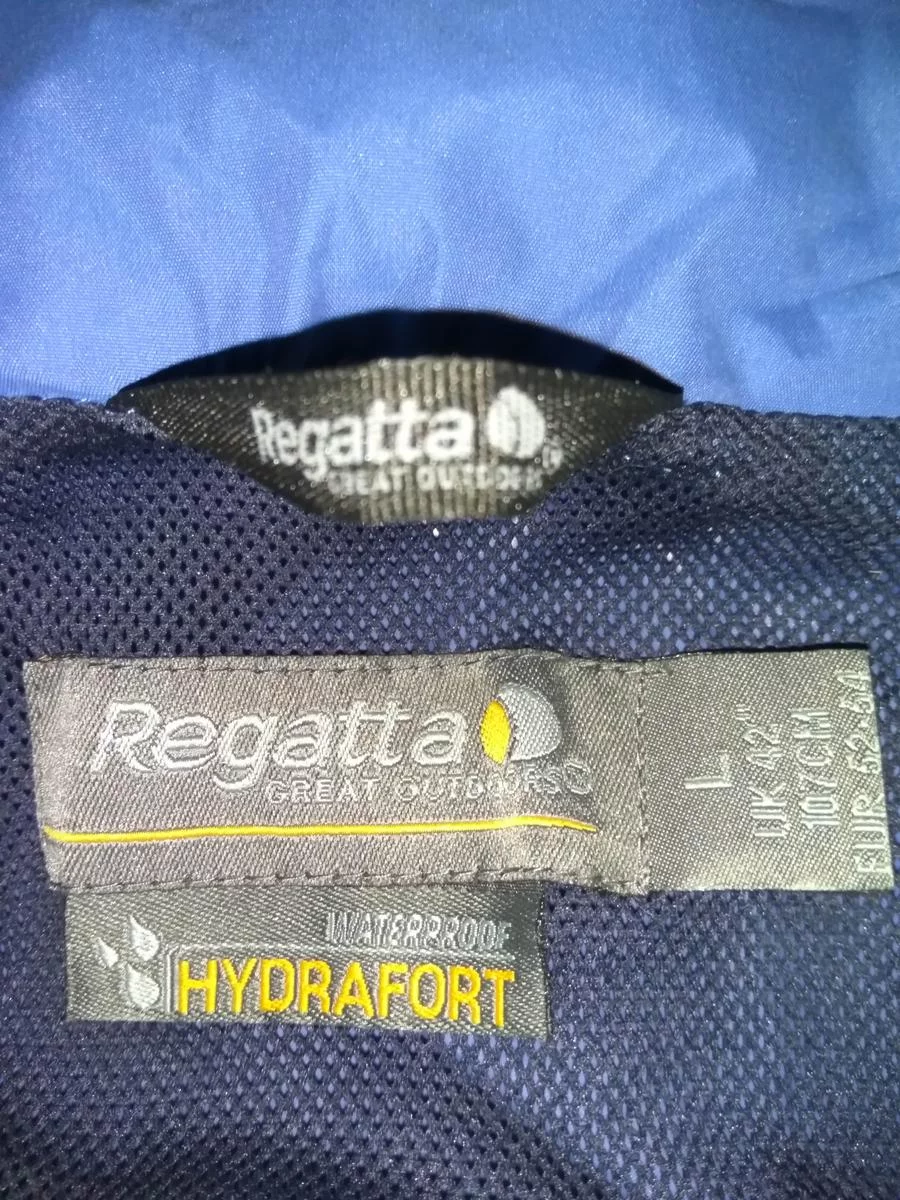 Regatta
GREAT OUTDOORS
Regatta
GREAT OUTDOORS
L
UK 42"
107CM
EUR 52-54
WATERPROOF
HYDRAFORT